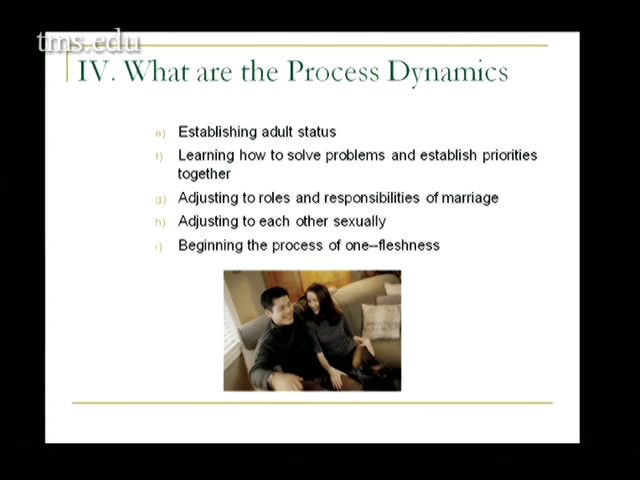 tms.edu
IV. What are the Process Dynamics
e) Establishing adult status
f) Learning how to solve problems and establish priorities
together
g) Adjusting to roles and responsibilities of marriage
h) Adjusting to each other sexually
i) Beginning the process of one--fleshness